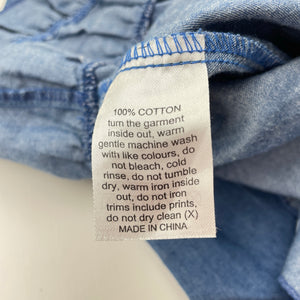 100% COTTON
turn the garment
inside out, warm
gentle machine wash
with like colours, do
not bleach, cold
rinse, do not tumble
dry, warm iron inside
out, do not iron
trims include prints,
do not dry clean (X)
MADE IN CHINA